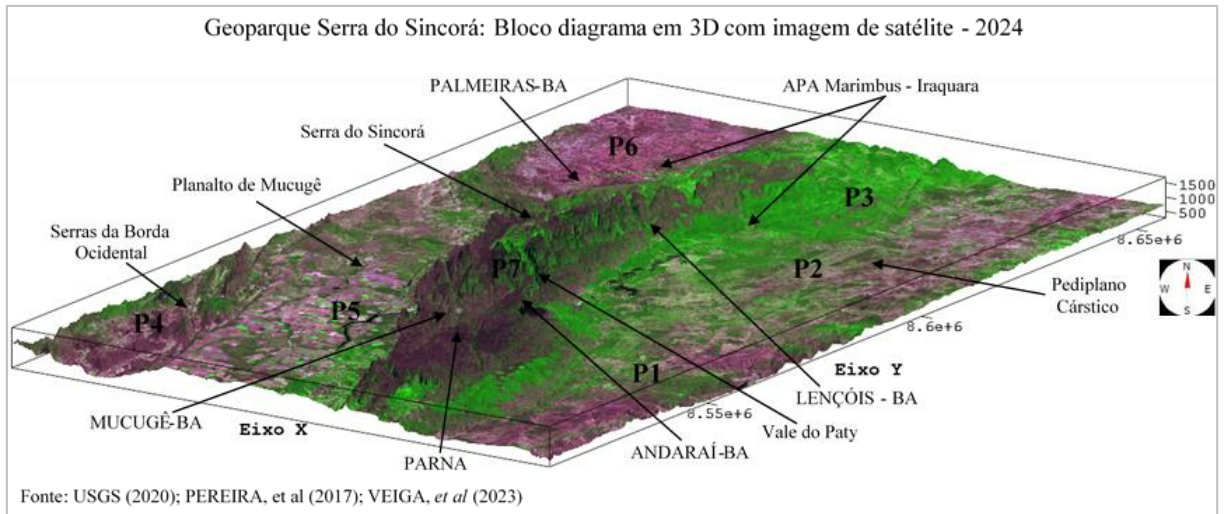 Geoparque Serra do Sincorá: Bloco diagrama em 3D com imagem de satélite - 2024
PALMEIRAS-BA
APA Marimbus - Iraquara
Serra do Sincorá
P6
Planalto de Mucugê
P3
1500
1000
500
Serras da Borda
Ocidental
8.65e+6
P7
P2
N
W E
S
Pediplano
Cárstico
P4
P5
8.6e+6
P1
Eixo Y
LENÇÓIS - BA
8.55e+6
MUCUGÊ-BA
Eixo X
Vale do Paty
ANDARAÍ-BA
PARNA
Fonte: USGS (2020); PEREIRA, et al (2017); VEIGA, et al (2023)